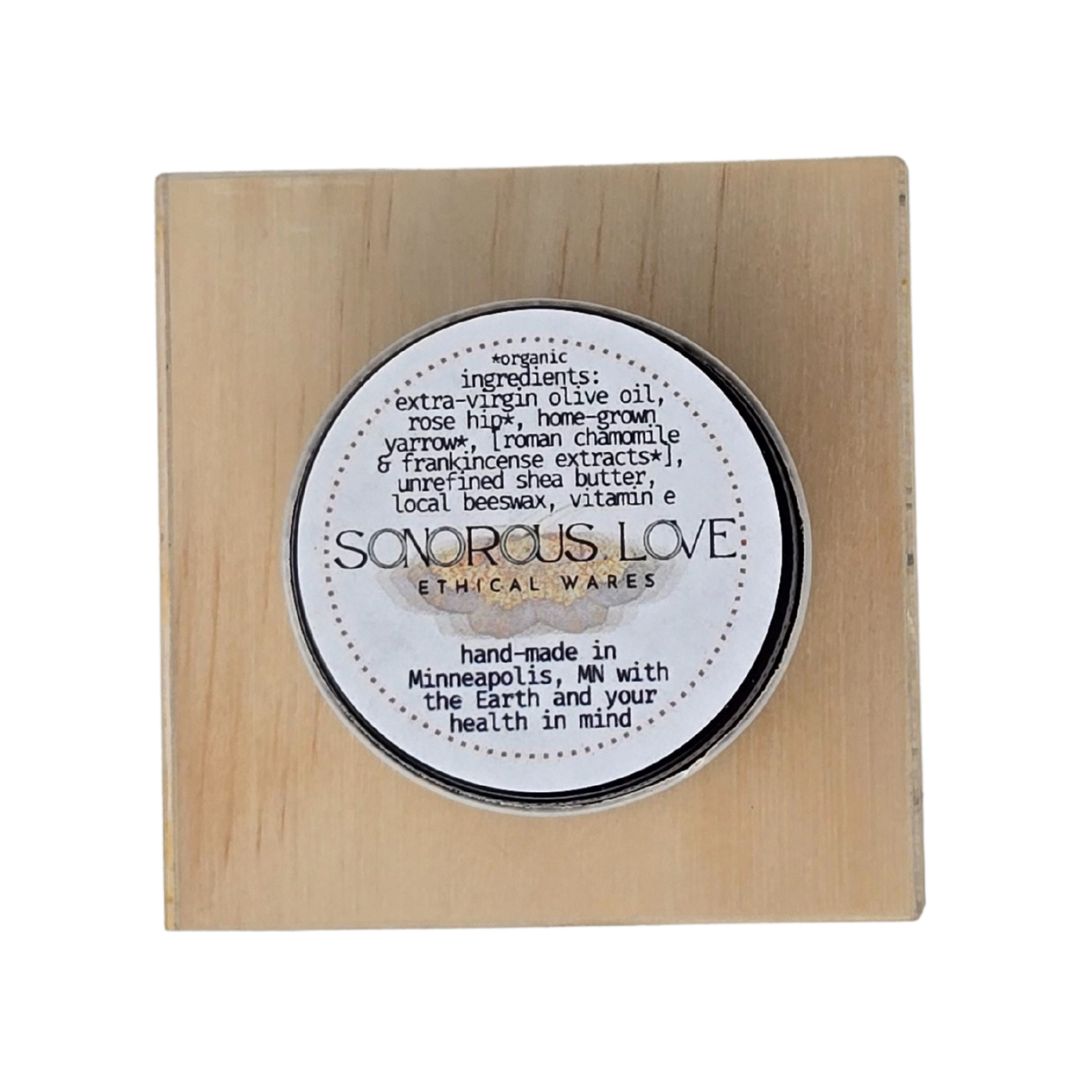 *organic
ingredients:
extra-virgin olive oil,
rose hip*, home-grown
yarrow*, [roman chamomile
& frankincense extracts*],
unrefined shea butter,
local beeswax, vitamin e
SONOROUS LOVE
ETHICAL WARES
hand-made in
Minneapolis, MN with
the Earth and your
health in mind